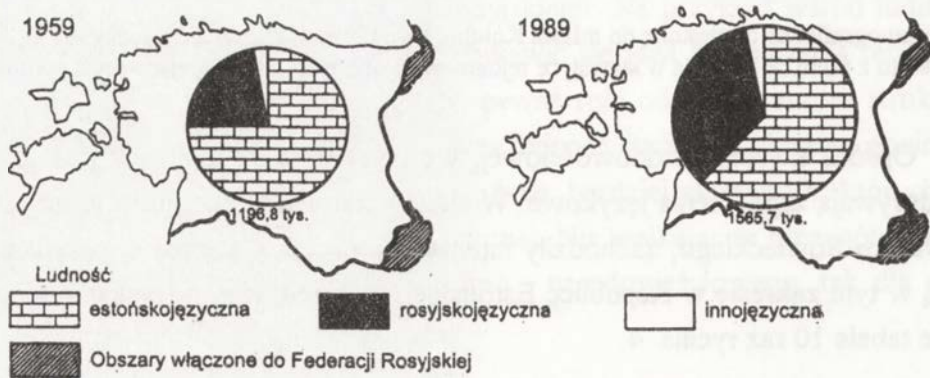 1959
1989
1196,8 tys.
1565,7 tys.
Ludność
estońskojęzyczna
rosyjskojęzyczna
innojęzyczna
Obszary włączone do Federacji Rosyjskiej